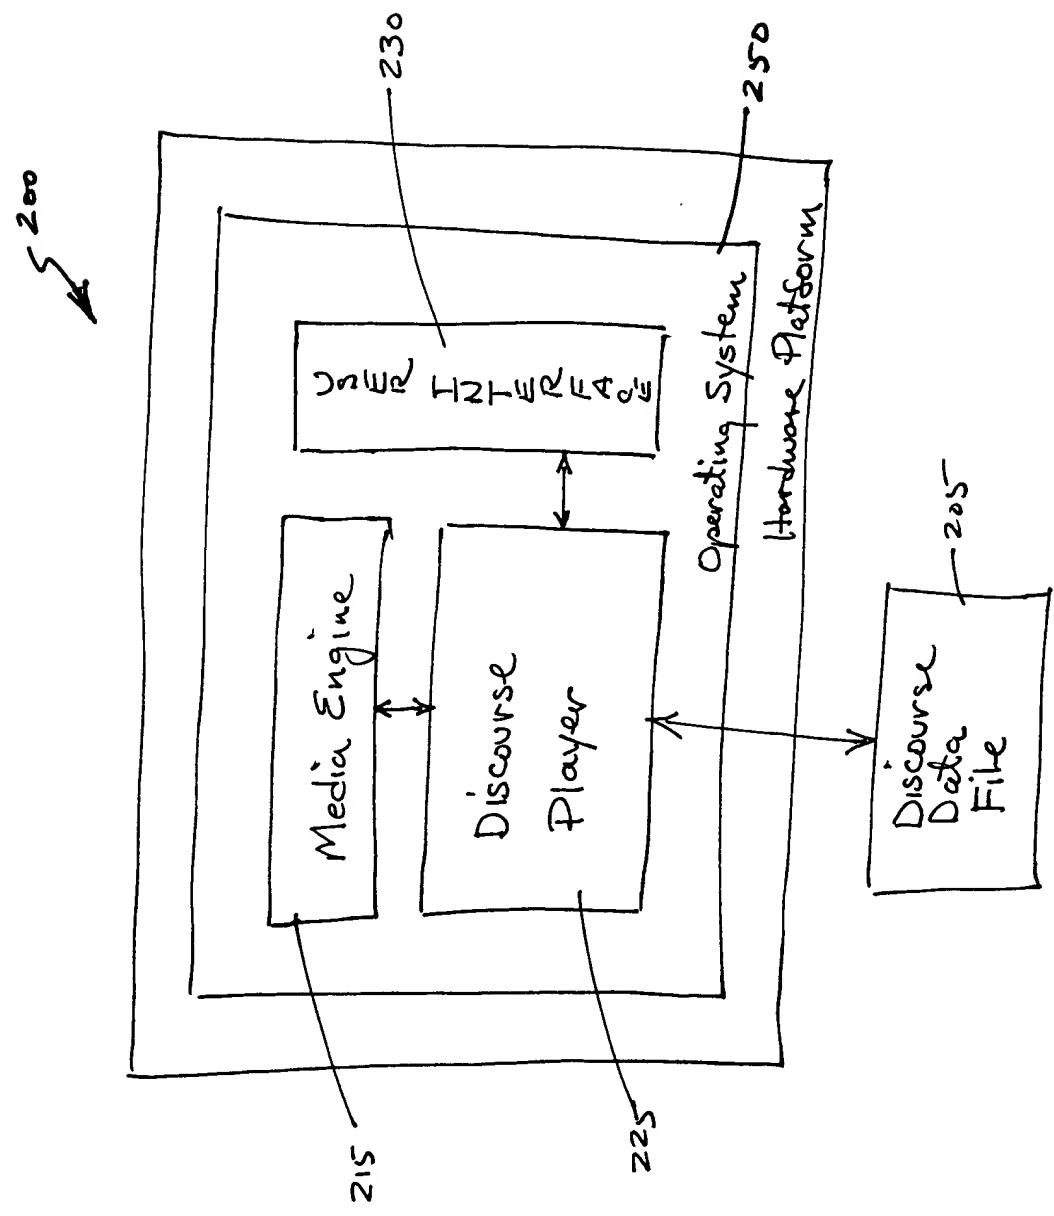 200
230
250
USER
INTERFACE
Media Engine
Discourse
Player
Operating System
Hardware Platform
215
225
205
Discourse
Data
File